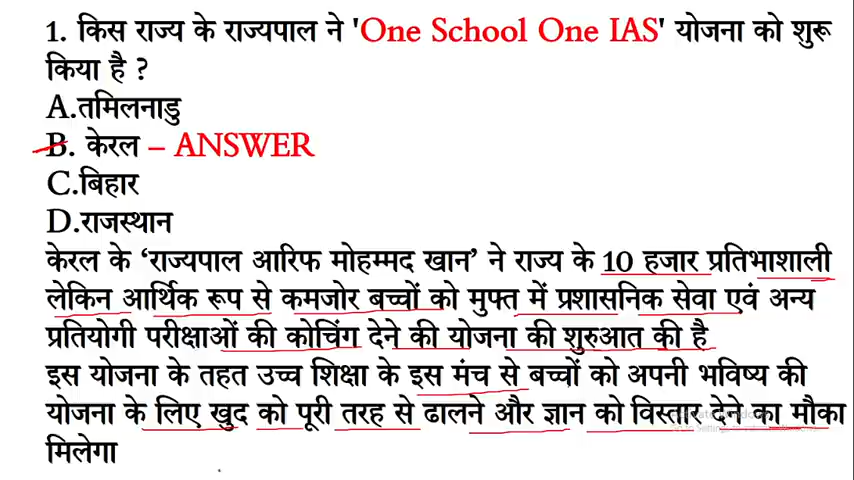 1. किस राज्य के राज्यपाल ने 'One School One IAS' योजना को शुरू
किया है ?
A.तमिलनाडु
B. केरल – ANSWER
C.बिहार
D.राजस्थान
केरल के ‘राज्यपाल आरिफ मोहम्मद खान’ ने राज्य के 10 हजार प्रतिभाशाली
लेकिन आर्थिक रूप से कमजोर बच्चों को मुफ्त में प्रशासनिक सेवा एवं अन्य
प्रतियोगी परीक्षाओं की कोचिंग देने की योजना की शुरुआत की है
इस योजना के तहत उच्च शिक्षा के इस मंच से बच्चों को अपनी भविष्य की
योजना के लिए खुद को पूरी तरह से ढालने और ज्ञान को विस्तार देने का मौका
मिलेगा